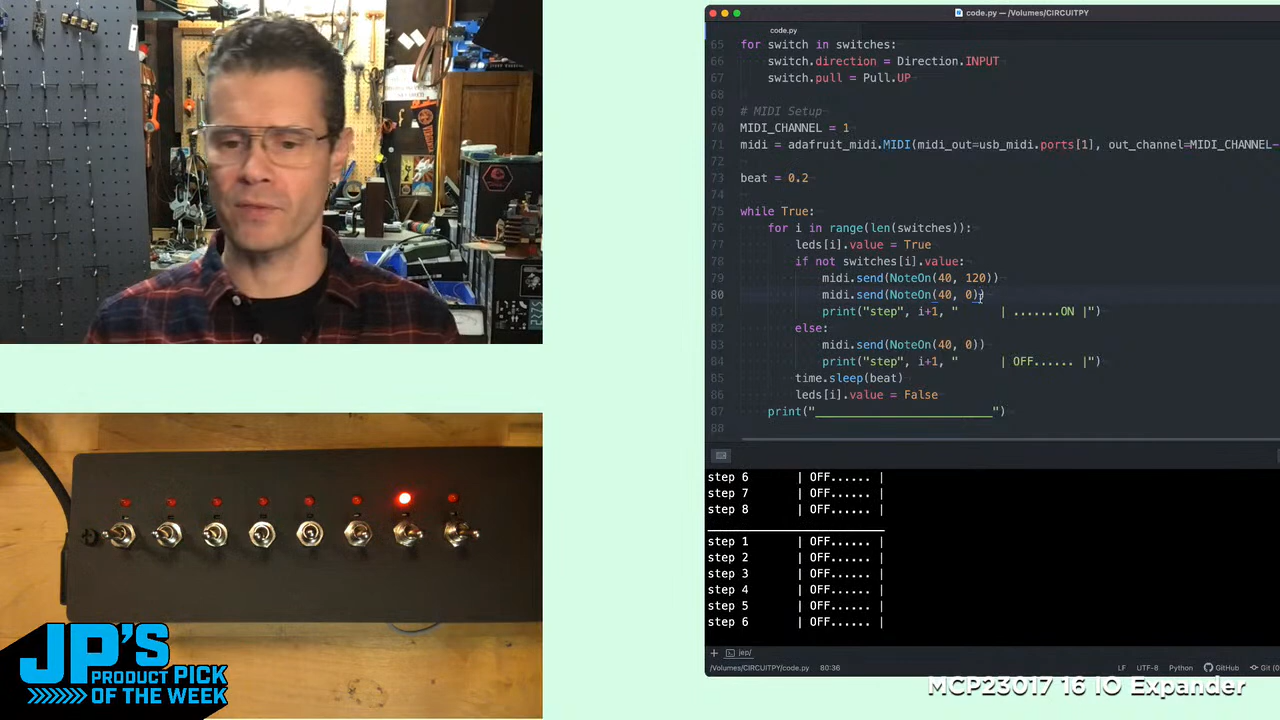 code.py — /Volumes/CIRCUITPY
code.py
65 for switch in switches:
66 switch.direction = Direction.INPUT
67 switch.pull = Pull.UP
68
69 # MIDI Setup
70 MIDI_CHANNEL = 1
71 midi = adafruit_midi.MIDI(midi_out=usb_midi.ports[1], out_channel=MIDI_CHANNEL-
72
73 beat = 0.2
74
75 while True:
76 for i in range(len(switches)):
77 leds[i].value = True
78 if not switches[i].value:
79 midi.send(NoteOn(40, 120))
80 midi.send(NoteOn(40, 0))
81 print("step", i+1, " | .......ON |")
82 else:
83 midi.send(NoteOn(40, 0))
84 print("step", i+1, " | OFF...... |")
85 time.sleep(beat)
86 leds[i].value = False
87 print("__________________________")
88
step 6 | OFF...... |
step 7 | OFF...... |
step 8 | OFF...... |
__________________________
step 1 | OFF...... |
step 2 | OFF...... |
step 3 | OFF...... |
step 4 | OFF...... |
step 5 | OFF...... |
step 6 | OFF...... |
+ jep/
/Volumes/CIRCUITPY/code.py 80:36 LF UTF-8 Python GitHub Git (0
MCP23017 16 IO Expander
JP'S
PRODUCT PICK
OF THE WEEK